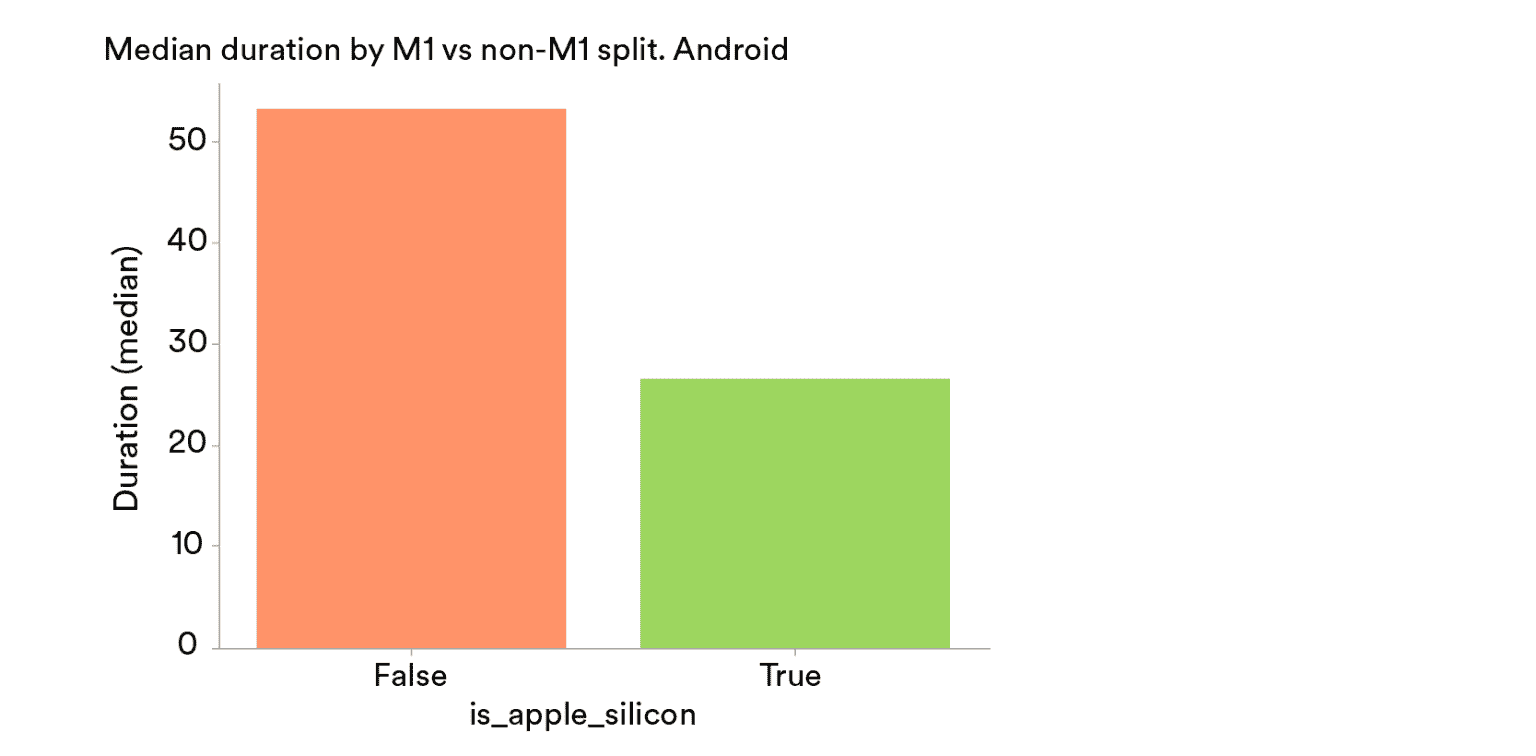 Median duration by M1 vs non-M1 split. Android
50
40
30
20
10
0
Duration (median)
False
True
is_apple_silicon